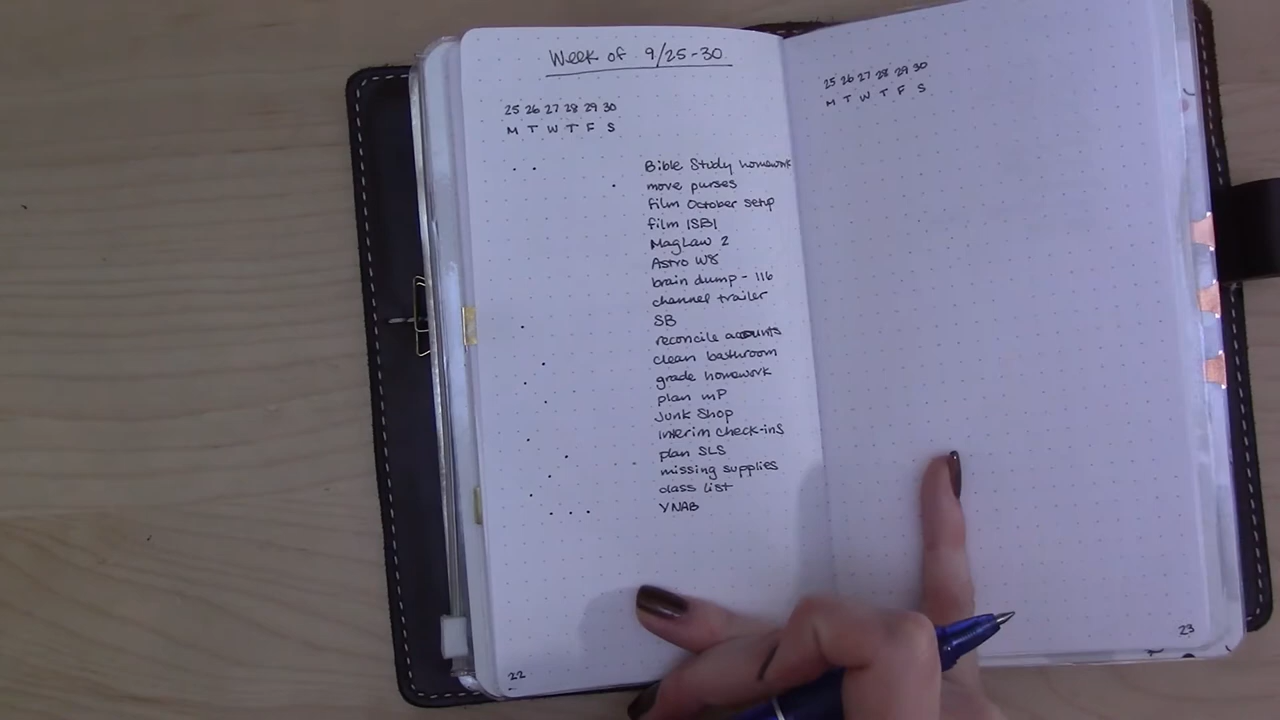 Week of 9/25-30
25 26 27 28 29 30
M T W T F S
Bible Study homework
move purses
film October setup
film ISBI
MagLaw 2
Astro W8
brain dump - 116
channel trailer
SB
reconcile accounts
clean bathroom
grade homework
plan MP
Junk Shop
interim check-ins
plan SLS
missing supplies
class list
YNAB
22
25 26 27 28 29 30
M T W T F S
23